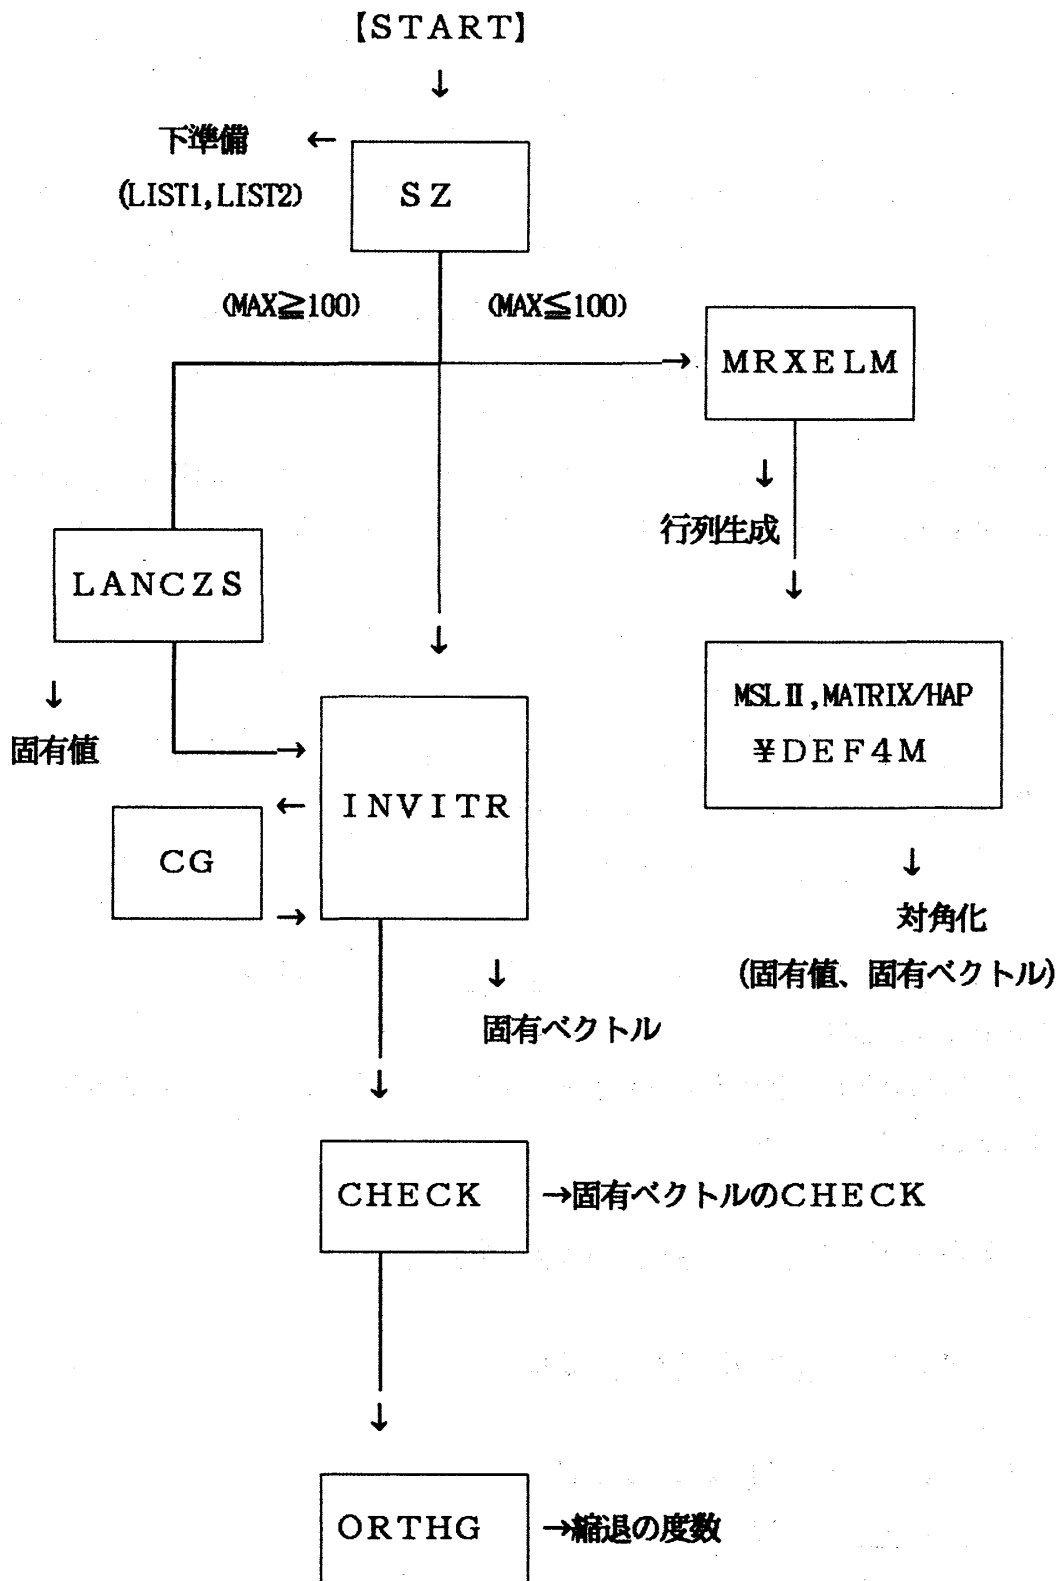 【START】
下準備
(LIST1,LIST2)
SZ
(MAX≧100)
(MAX≦100)
MRXELM
行列生成
LANCZS
固有値
MSLⅡ,MATRIX/HAP
¥DEF4M
INVITR
CG
対角化
(固有値、固有ベクトル)
固有ベクトル
CHECK
→固有ベクトルのCHECK
ORTHG
→縮退の度数